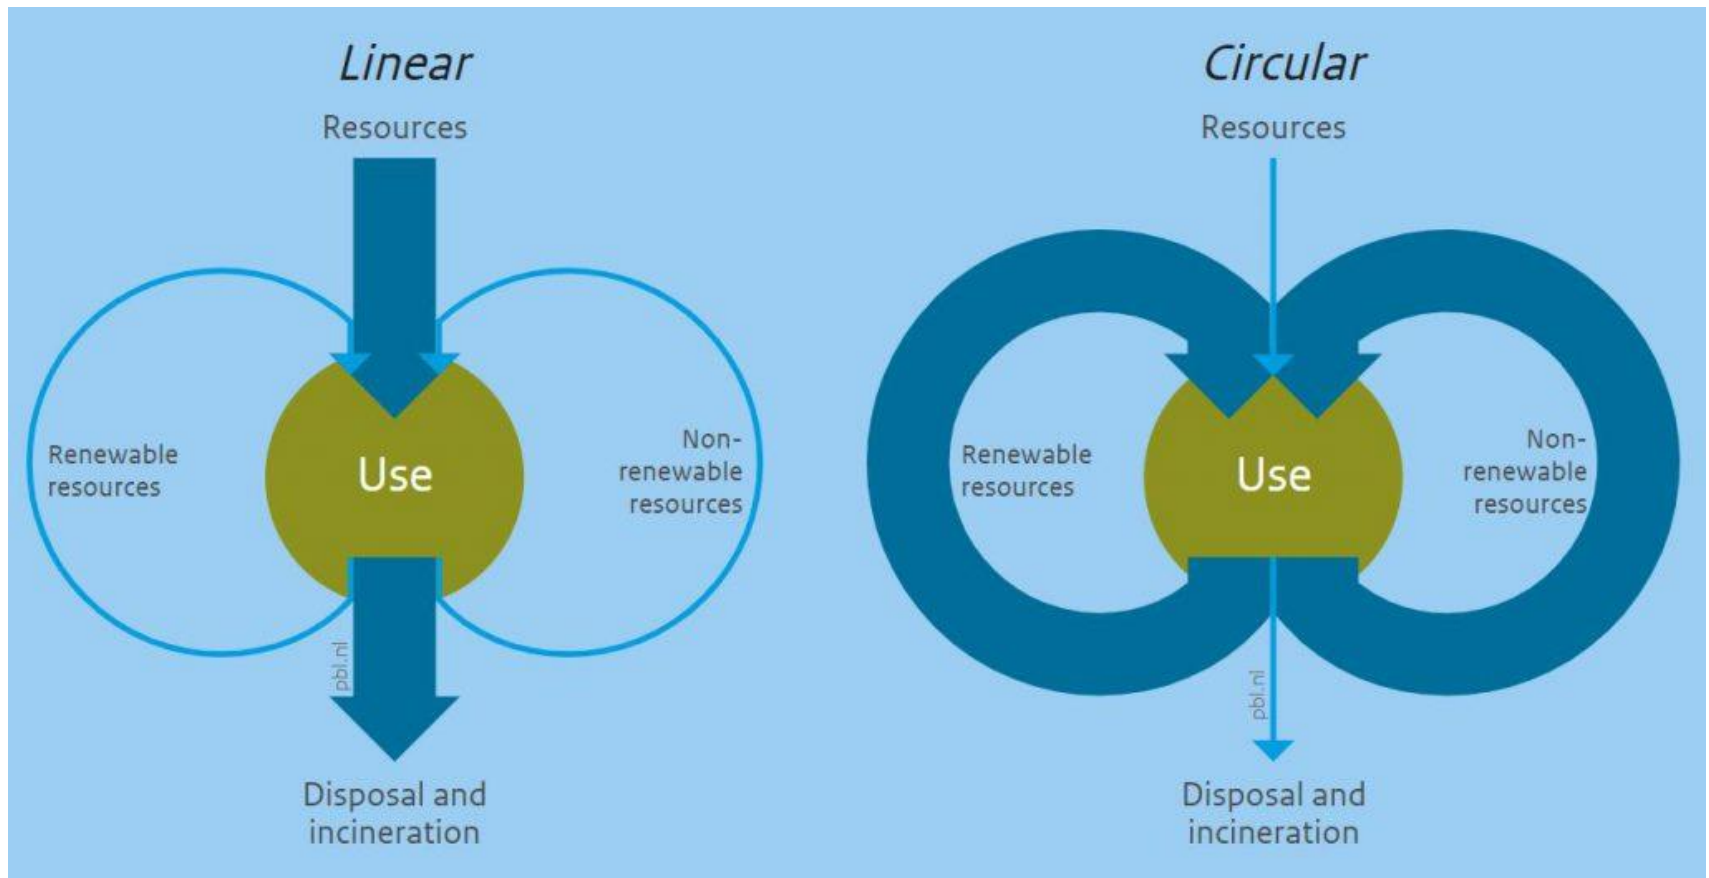 Linear
Resources
Renewable
resources
Use
Non-
renewable
resources
pbl.nl
Disposal and
incineration
Circular
Resources
Renewable
resources
Use
Non-
renewable
resources
pbl.nl
Disposal and
incineration